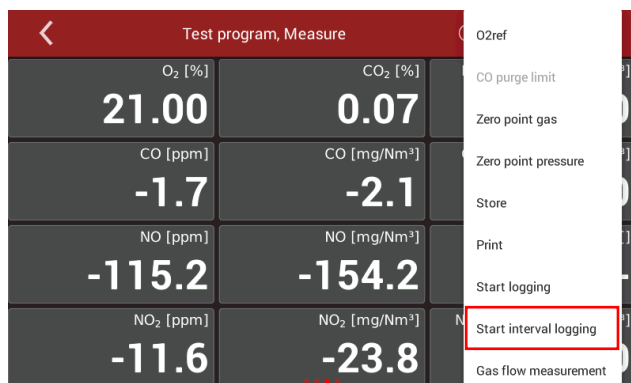 Test program, Measure
O₂ [%]
21.00
CO₂ [%]
0.07
CO [ppm]
-1.7
CO [mg/Nm³]
-2.1
NO [ppm]
-115.2
NO [mg/Nm³]
-154.2
NO₂ [ppm]
-11.6
NO₂ [mg/Nm³]
-23.8
O2ref
CO purge limit
Zero point gas
Zero point pressure
Store
Print
Start logging
Start interval logging
Gas flow measurement